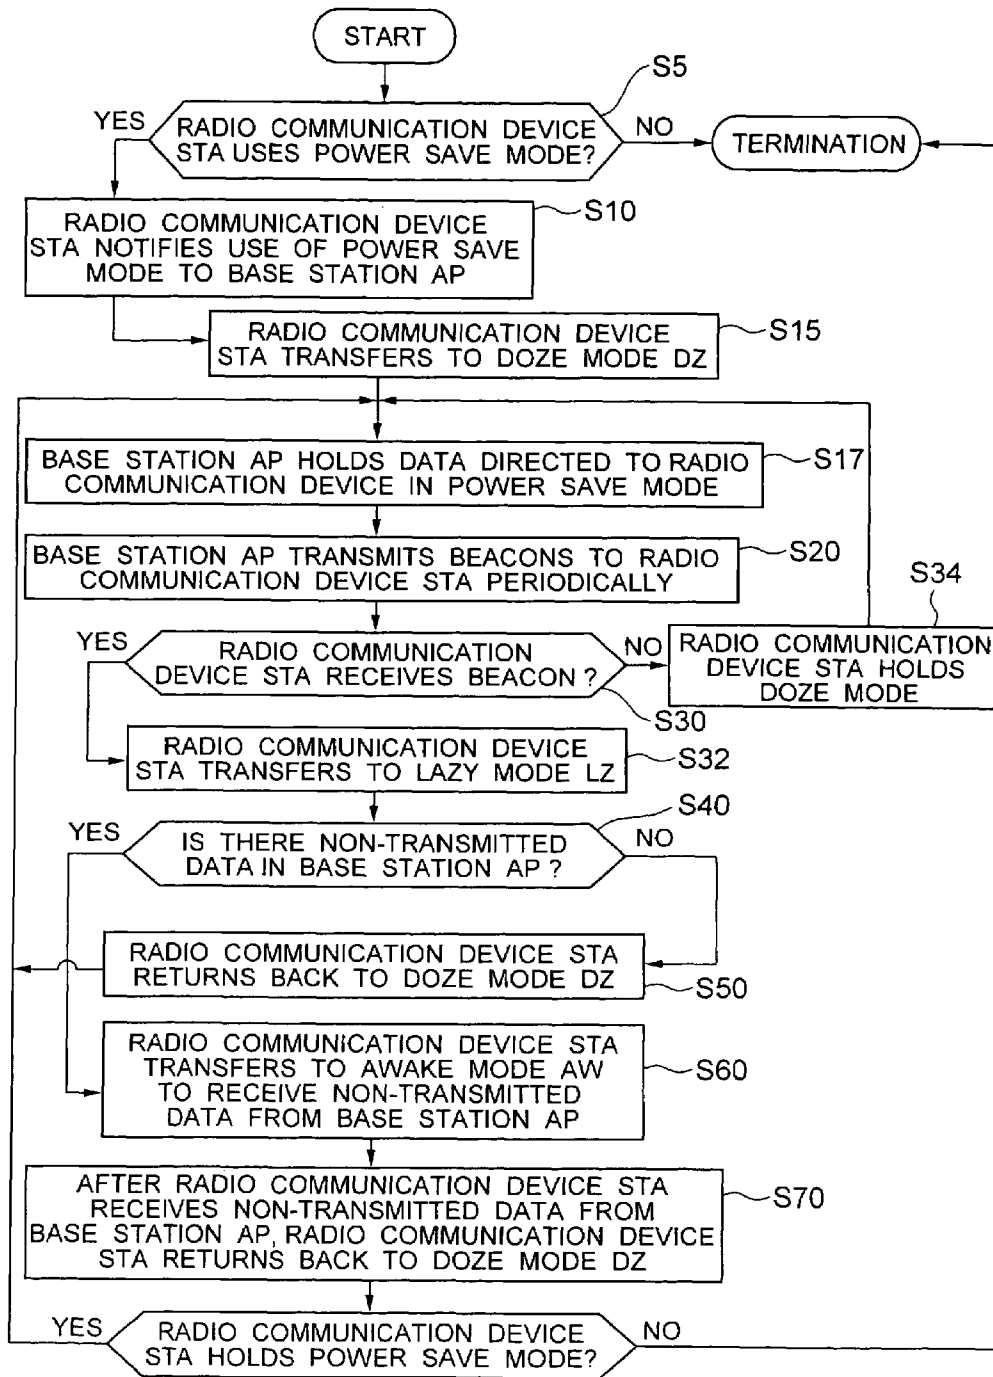 START
S5
YES
RADIO COMMUNICATION DEVICE
STA USES POWER SAVE MODE?
NO
TERMINATION
S10
RADIO COMMUNICATION DEVICE
STA NOTIFIES USE OF POWER SAVE
MODE TO BASE STATION AP
S15
RADIO COMMUNICATION DEVICE
STA TRANSFERS TO DOZE MODE DZ
S17
BASE STATION AP HOLDS DATA DIRECTED TO RADIO
COMMUNICATION DEVICE IN POWER SAVE MODE
S20
BASE STATION AP TRANSMITS BEACONS TO RADIO
COMMUNICATION DEVICE STA PERIODICALLY
S34
YES
RADIO COMMUNICATION
DEVICE STA RECEIVES BEACON ?
NO
S30
RADIO COMMUNICATION
DEVICE STA HOLDS
DOZE MODE
RADIO COMMUNICATION DEVICE
STA TRANSFERS TO LAZY MODE LZ
S32
S40
YES
IS THERE NON-TRANSMITTED
DATA IN BASE STATION AP ?
NO
RADIO COMMUNICATION DEVICE STA
RETURNS BACK TO DOZE MODE DZ
S50
RADIO COMMUNICATION DEVICE STA
TRANSFERS TO AWAKE MODE AW
TO RECEIVE NON-TRANSMITTED
DATA FROM BASE STATION AP
S60
AFTER RADIO COMMUNICATION DEVICE STA
RECEIVES NON-TRANSMITTED DATA FROM
BASE STATION AP, RADIO COMMUNICATION DEVICE
STA RETURNS BACK TO DOZE MODE DZ
S70
YES
RADIO COMMUNICATION DEVICE
STA HOLDS POWER SAVE MODE?
NO